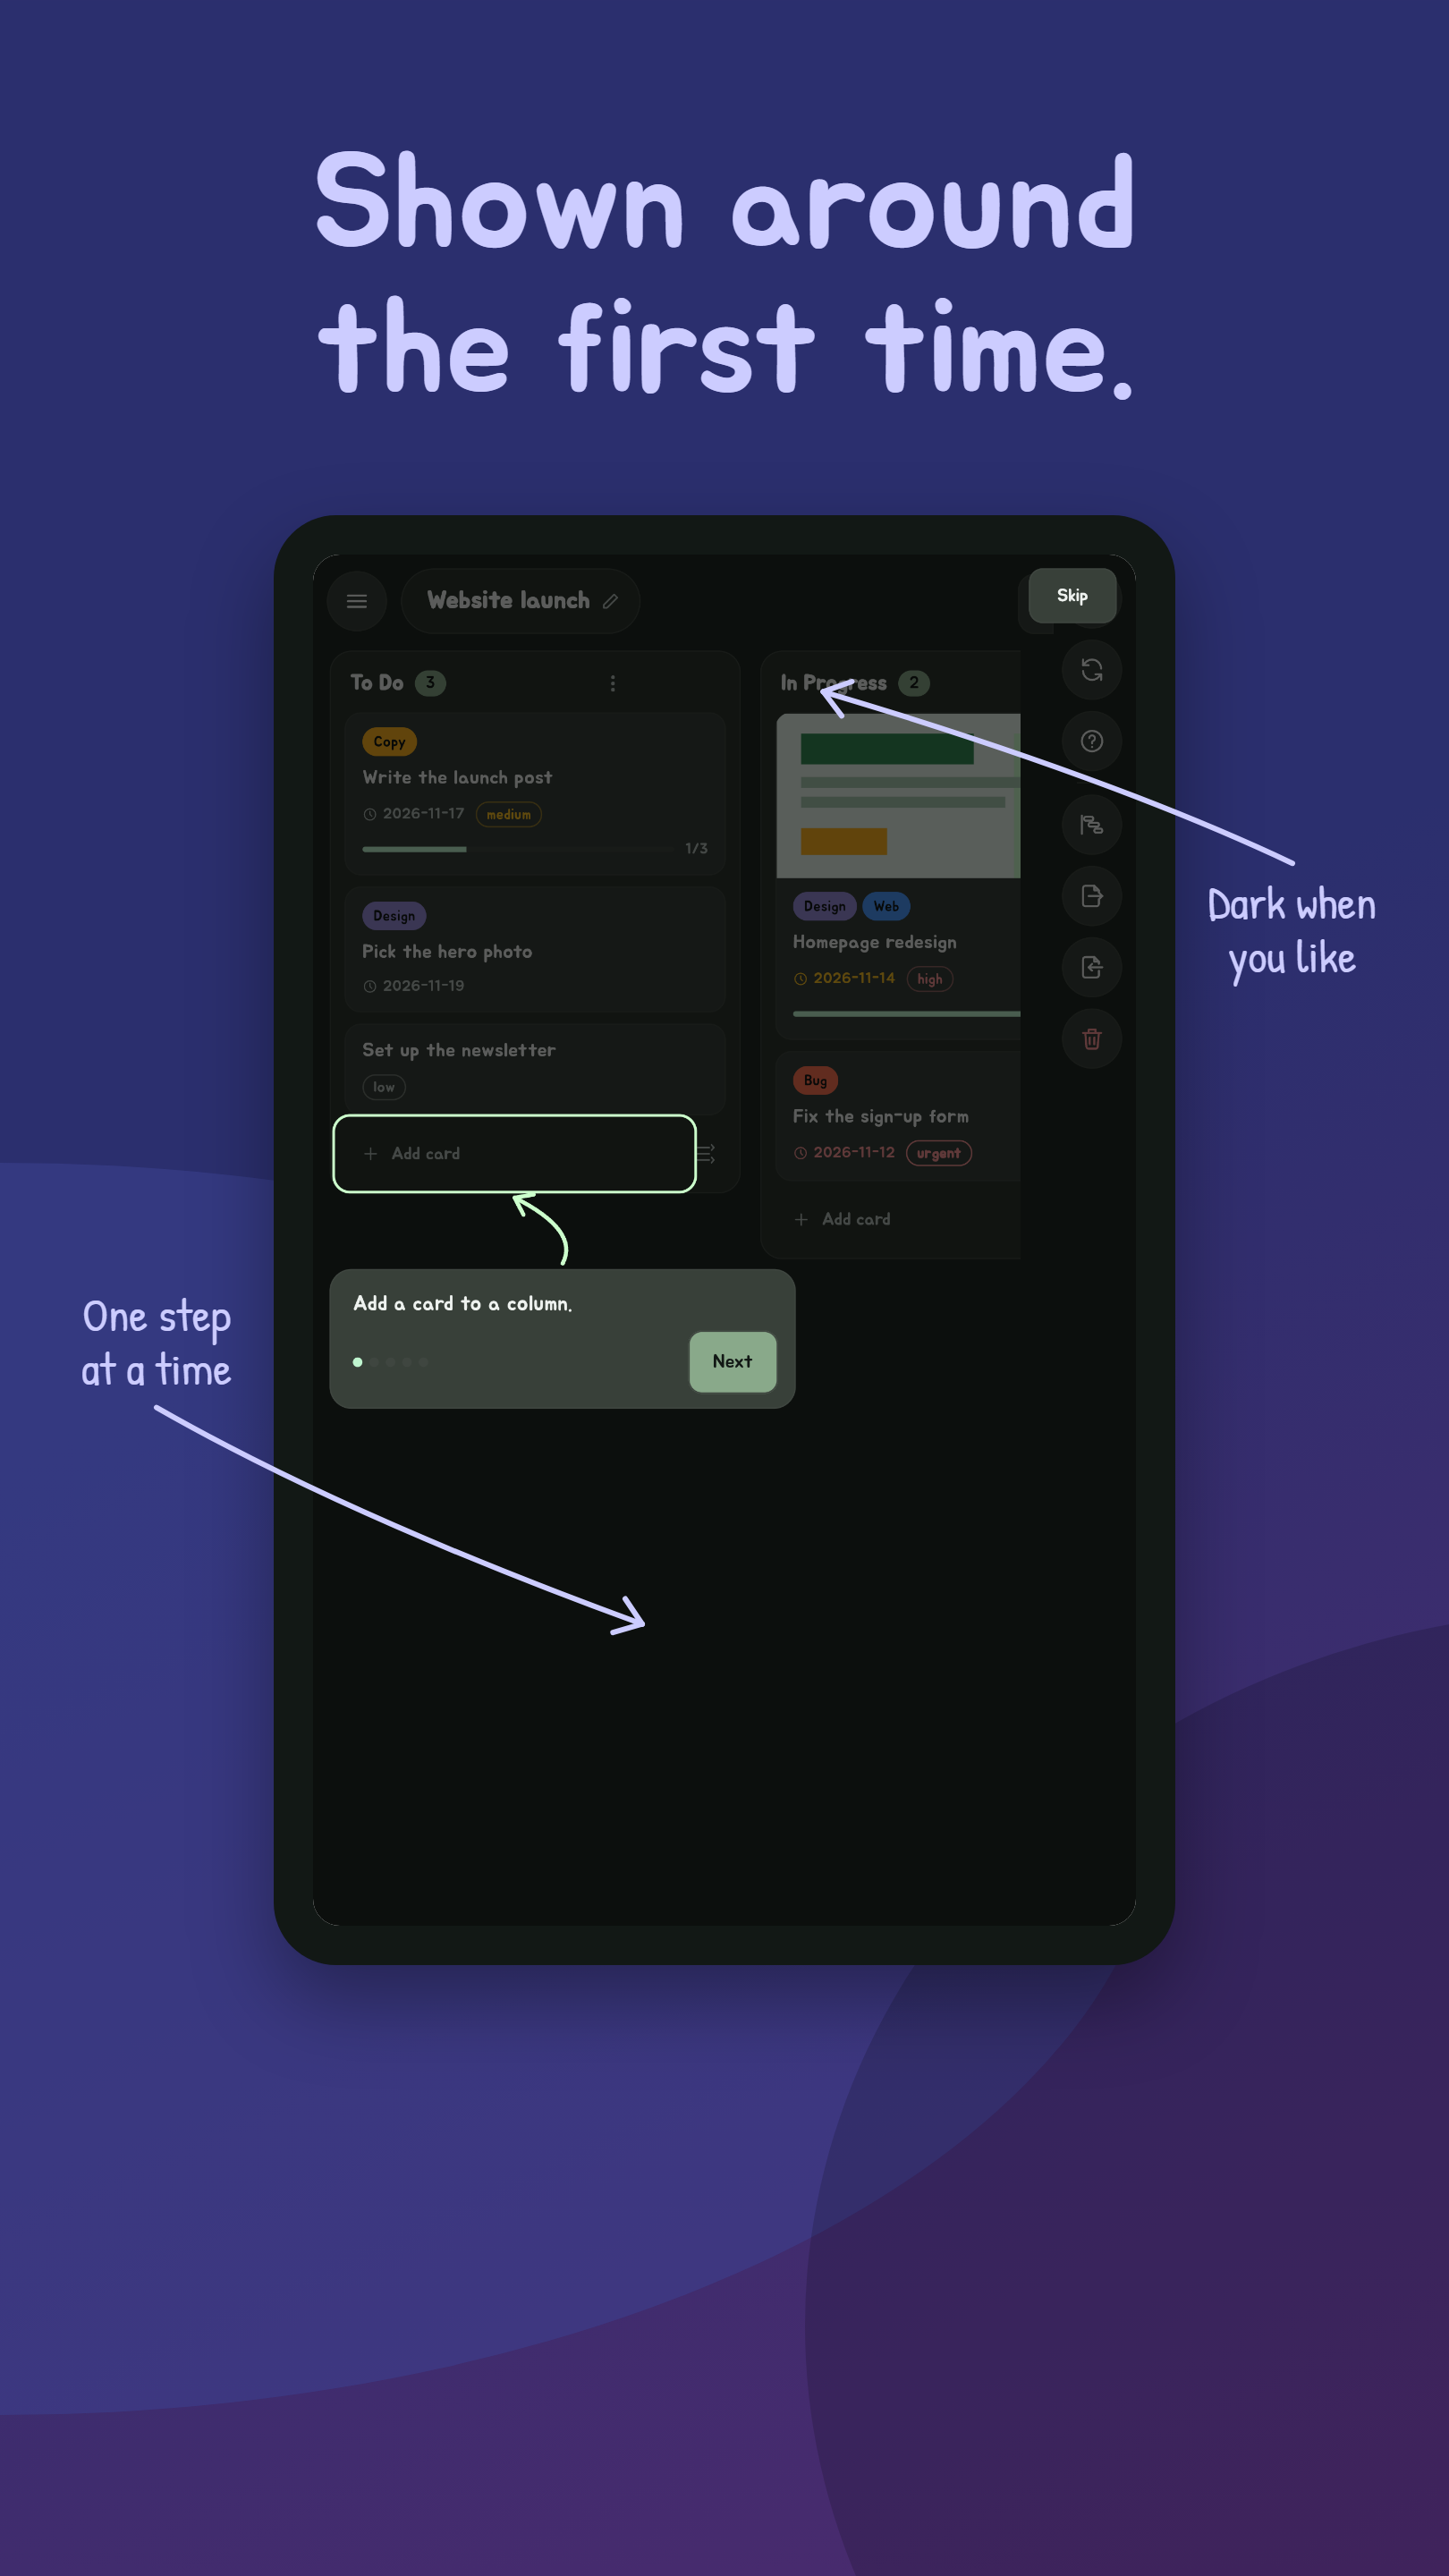 Shown around
the first time.
Website launch
Skip
To Do 3
Copy
Write the launch post
2026-11-17 medium
1/3
Design
Pick the hero photo
2026-11-19
Set up the newsletter
low
+ Add card
In Progress 2
Design Web
Homepage redesign
2026-11-14 high
Bug
Fix the sign-up form
2026-11-12 urgent
+ Add card
Dark when
you like
Add a card to a column.
Next
One step
at a time